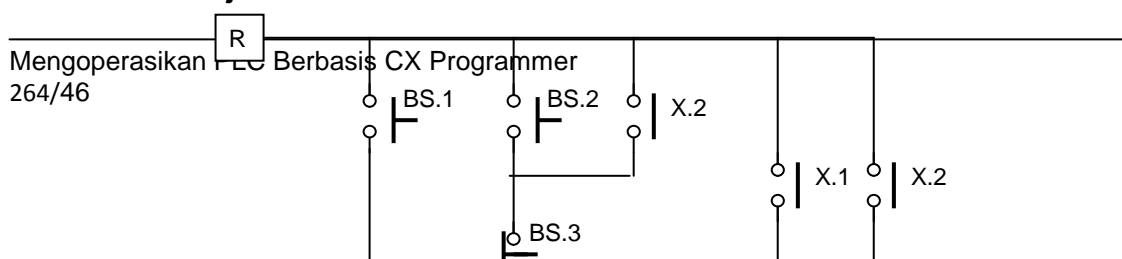 R
Mengoperasikan PLC Berbasis CX Programmer
264/46
BS.1
BS.2
X.2
X.1
X.2
BS.3